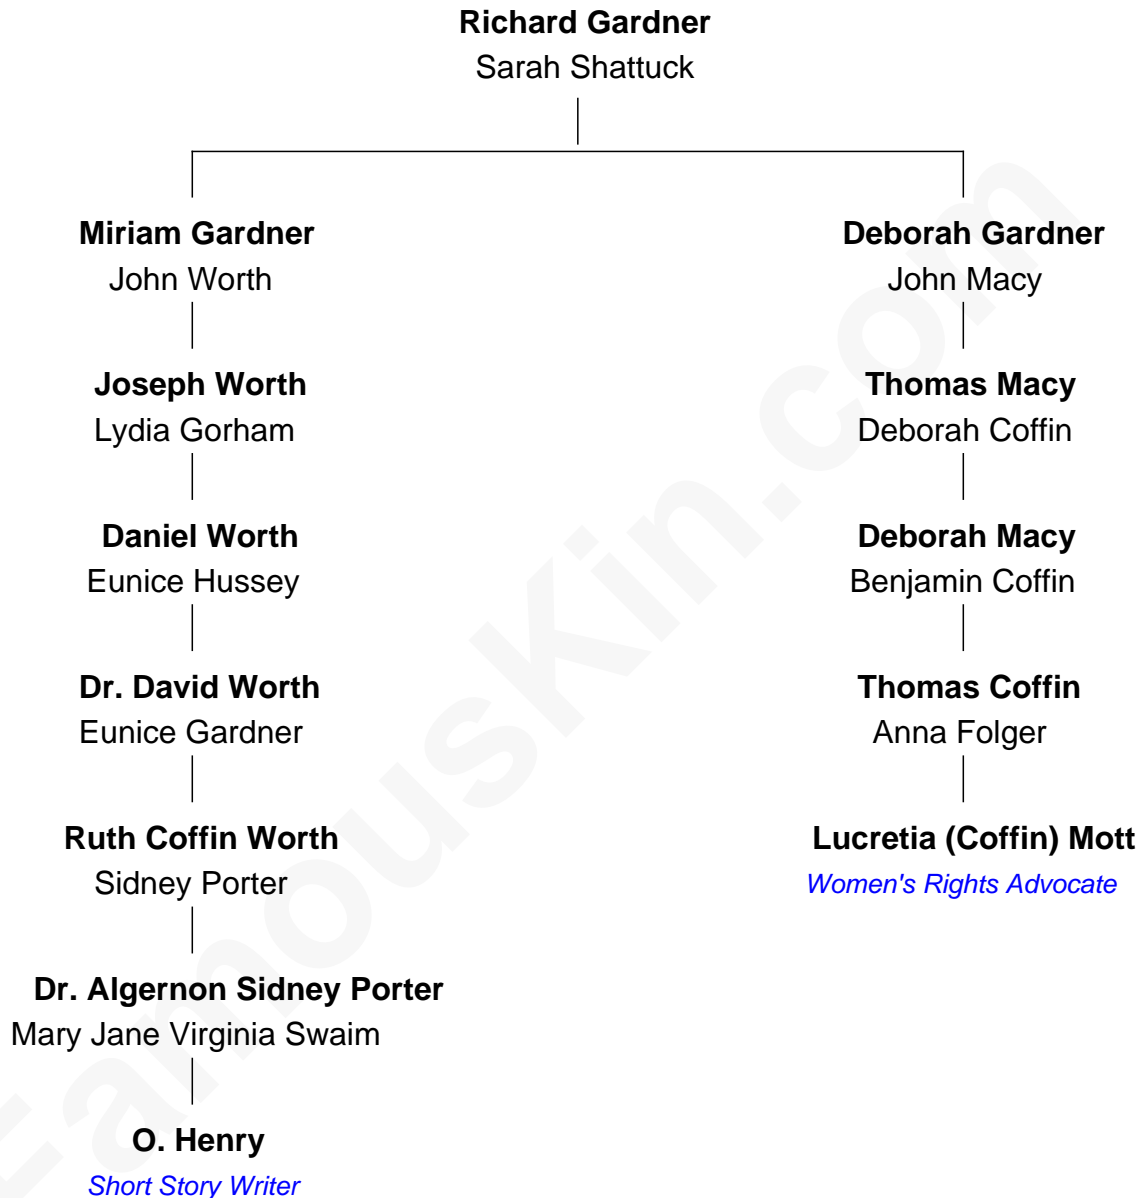 Richard Gardner
Sarah Shattuck
Miriam Gardner
John Worth
Deborah Gardner
John Macy
Joseph Worth
Lydia Gorham
Thomas Macy
Deborah Coffin
Daniel Worth
Eunice Hussey
Deborah Macy
Benjamin Coffin
Dr. David Worth
Eunice Gardner
Thomas Coffin
Anna Folger
Ruth Coffin Worth
Sidney Porter
Lucretia (Coffin) Mott
Women's Rights Advocate
Dr. Algernon Sidney Porter
Mary Jane Virginia Swaim
O. Henry
Short Story Writer
FamousKin.com